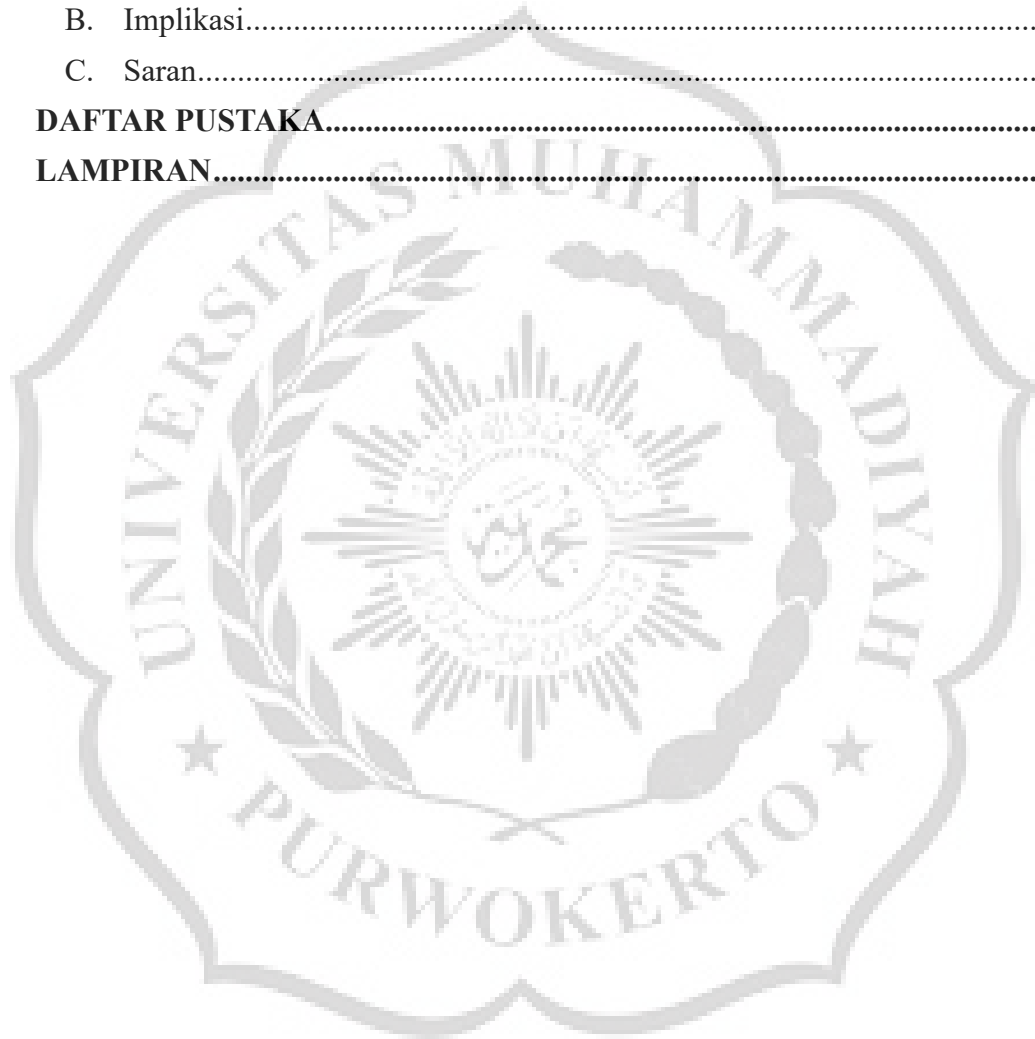 B. Implikasi
C. Saran
DAFTAR PUSTAKA
LAMPIRAN
UNIVERSITAS MUHAMMADIYAH
PURWOKERTO